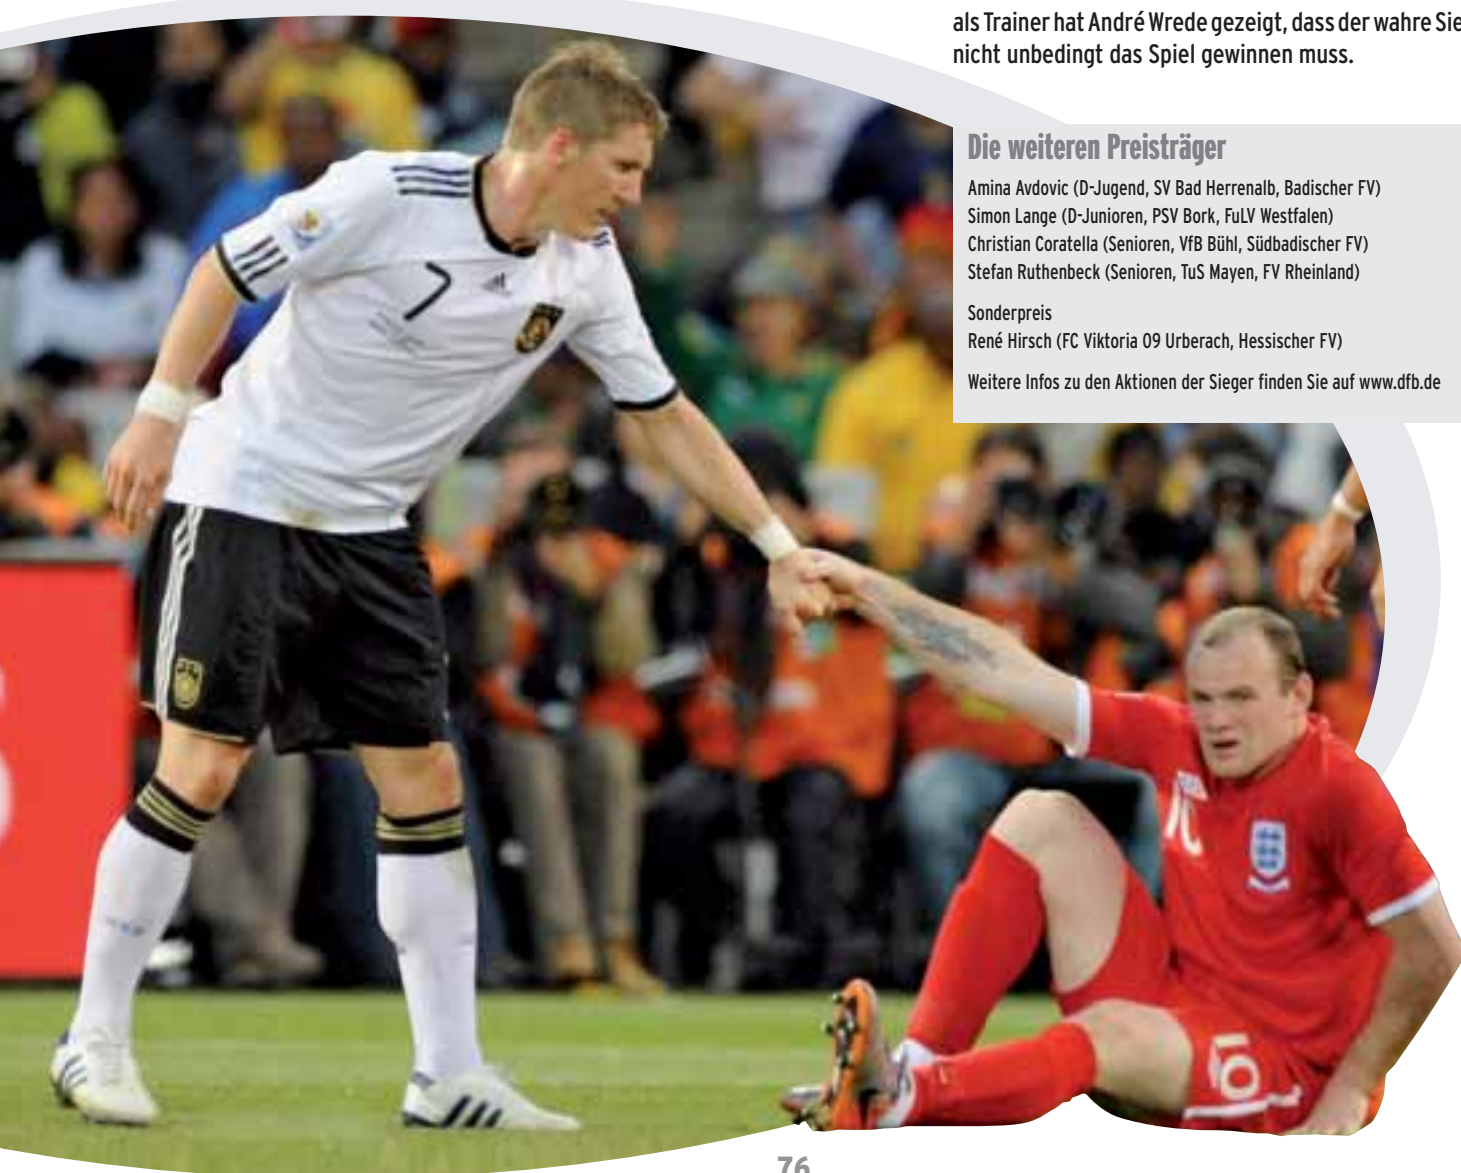 als Trainer hat André Wrede gezeigt, dass der wahre Sie
nicht unbedingt das Spiel gewinnen muss.
Die weiteren Preisträger
Amina Avdovic (D-Jugend, SV Bad Herrenalb, Badischer FV)
Simon Lange (D-Junioren, PSV Bork, FuLV Westfalen)
Christian Coratella (Senioren, VfB Bühl, Südbadischer FV)
Stefan Ruthenbeck (Senioren, TuS Mayen, FV Rheinland)
Sonderpreis
René Hirsch (FC Viktoria 09 Urberach, Hessischer FV)
Weitere Infos zu den Aktionen der Sieger finden Sie auf www.dfb.de
7
10
10
76